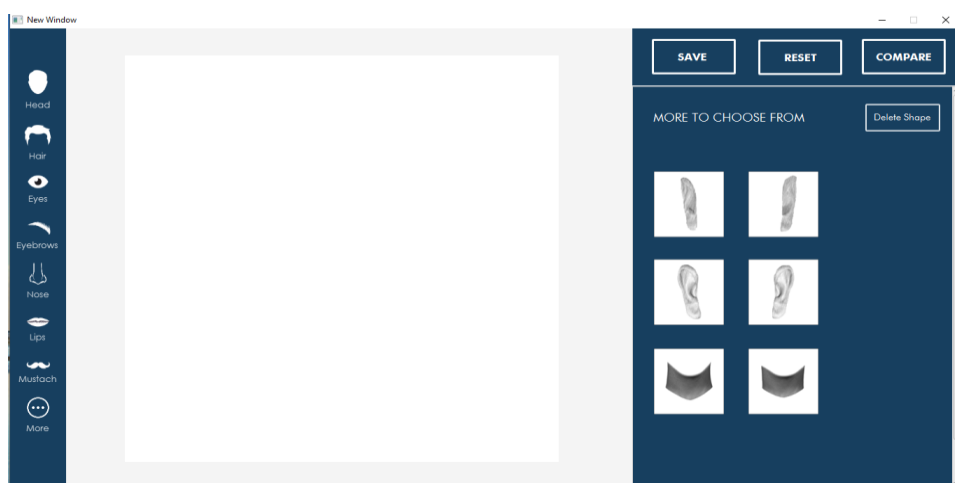 New Window
SAVE
RESET
COMPARE
Head
Hair
Eyes
Eyebrows
Nose
Lips
Mustach
More
MORE TO CHOOSE FROM
Delete Shape